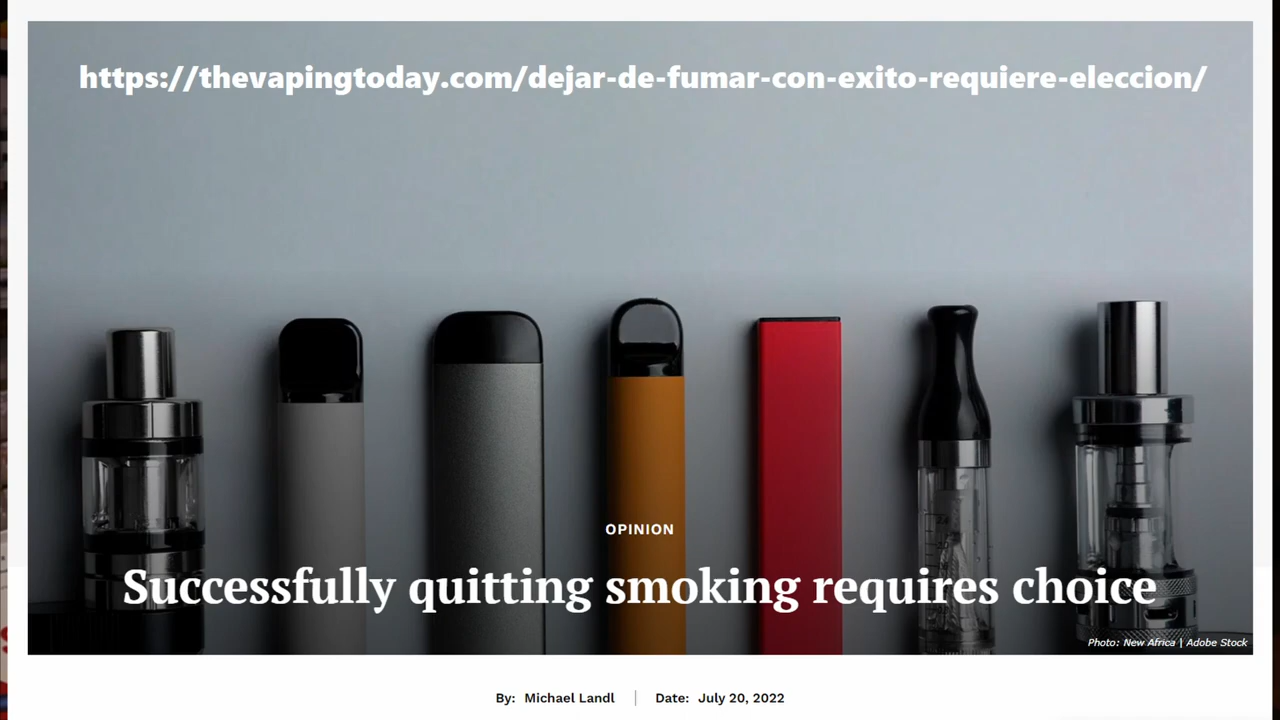 https://thevapingtoday.com/dejar-de-fumar-con-exito-requiere-eleccion/
OPINION
Successfully quitting smoking requires choice
Photo: New Africa | Adobe Stock
By: Michael Landl | Date: July 20, 2022